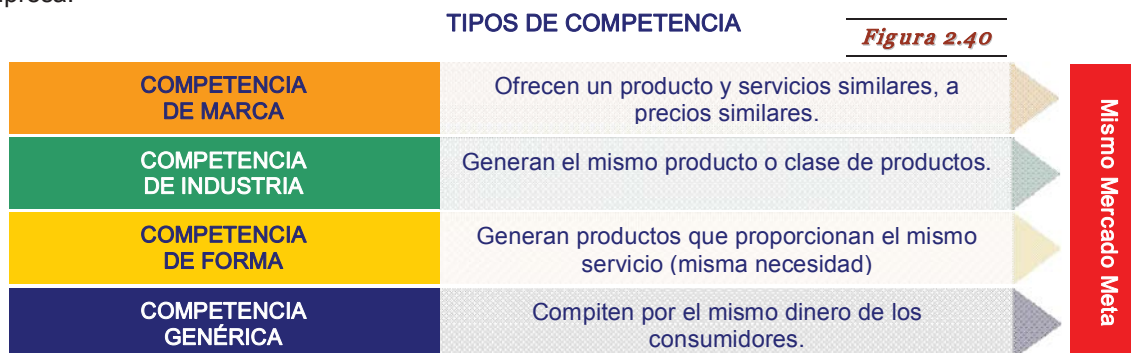 TIPOS DE COMPETENCIA
Figura 2.40
COMPETENCIA
DE MARCA
Ofrecen un producto y servicios similares, a
precios similares.
COMPETENCIA
DE INDUSTRIA
Generan el mismo producto o clase de productos.
COMPETENCIA
DE FORMA
Generan productos que proporcionan el mismo
servicio (misma necesidad)
COMPETENCIA
GENÉRICA
Compiten por el mismo dinero de los
consumidores.
Mismo Mercado Meta